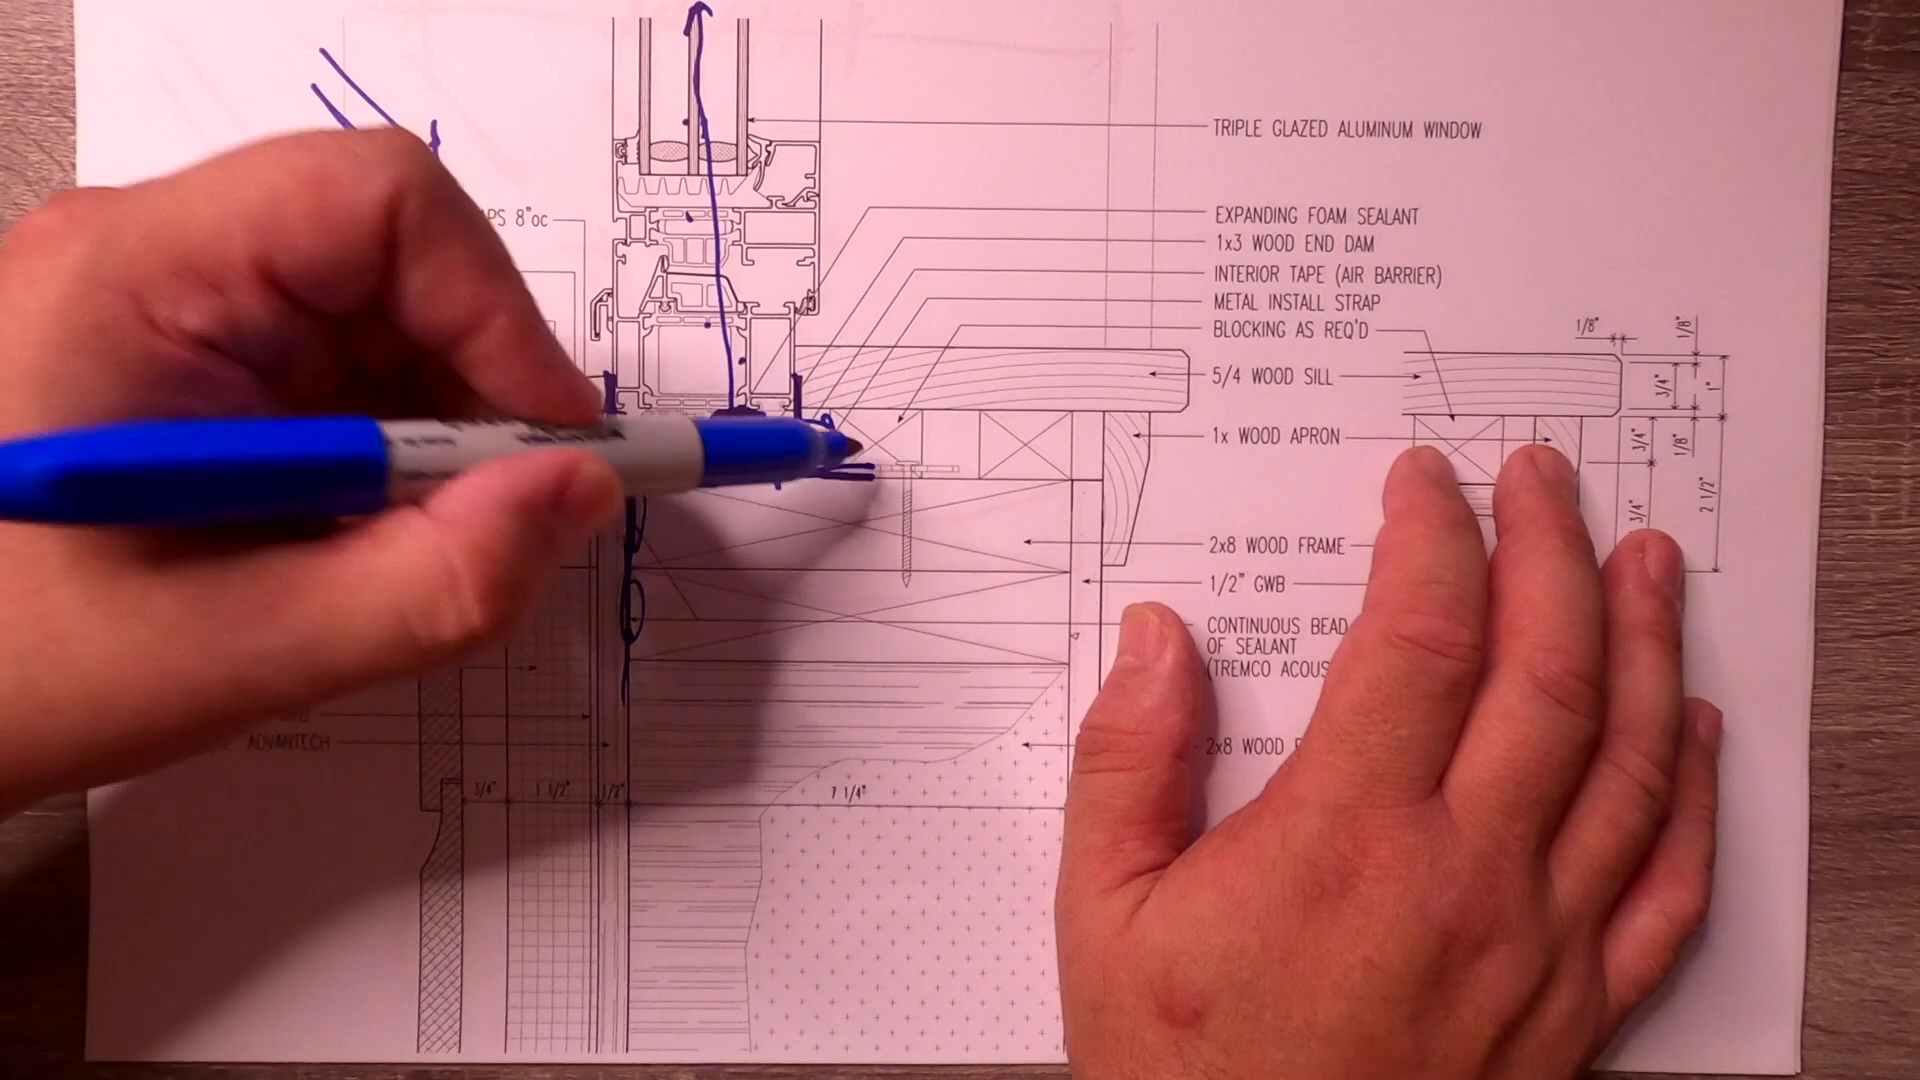 TRIPLE GLAZED ALUMINUM WINDOW
8"oc
EXPANDING FOAM SEALANT
1x3 WOOD END DAM
INTERIOR TAPE (AIR BARRIER)
METAL INSTALL STRAP
BLOCKING AS REQ'D
1/8"
1/8"
5/4 WOOD SILL
3/4"
1"
1x WOOD APRON
3/4"
1/8"
2 1/2"
3/4"
2x8 WOOD FRAME
1/2" GWB
CONTINUOUS BEAD
OF SEALANT
(TREMCO
2x8 WOOD
ADVANTECH
3/4"
1 1/2"
1/2"
7 1/4"